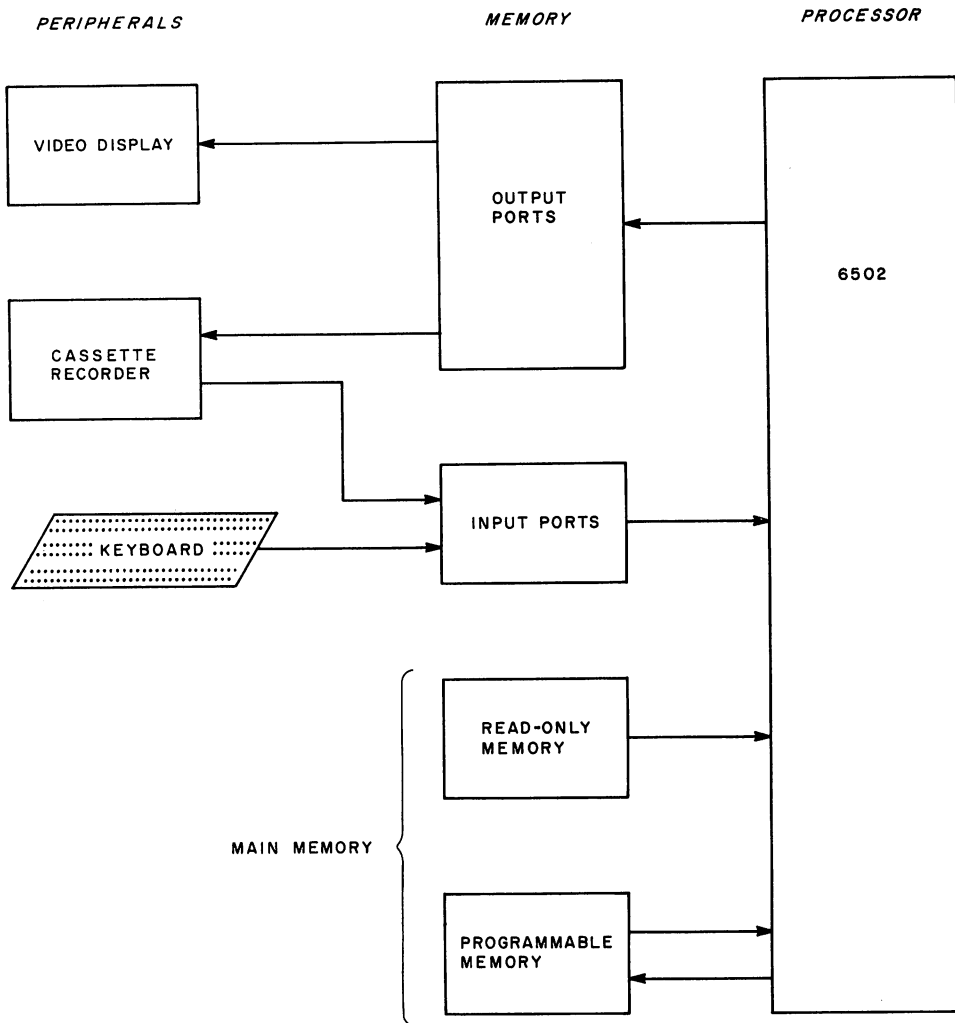 PERIPHERALS
MEMORY
PROCESSOR
VIDEO DISPLAY
OUTPUT
PORTS
6502
CASSETTE
RECORDER
INPUT PORTS
KEYBOARD
READ-ONLY
MEMORY
MAIN MEMORY
PROGRAMMABLE
MEMORY